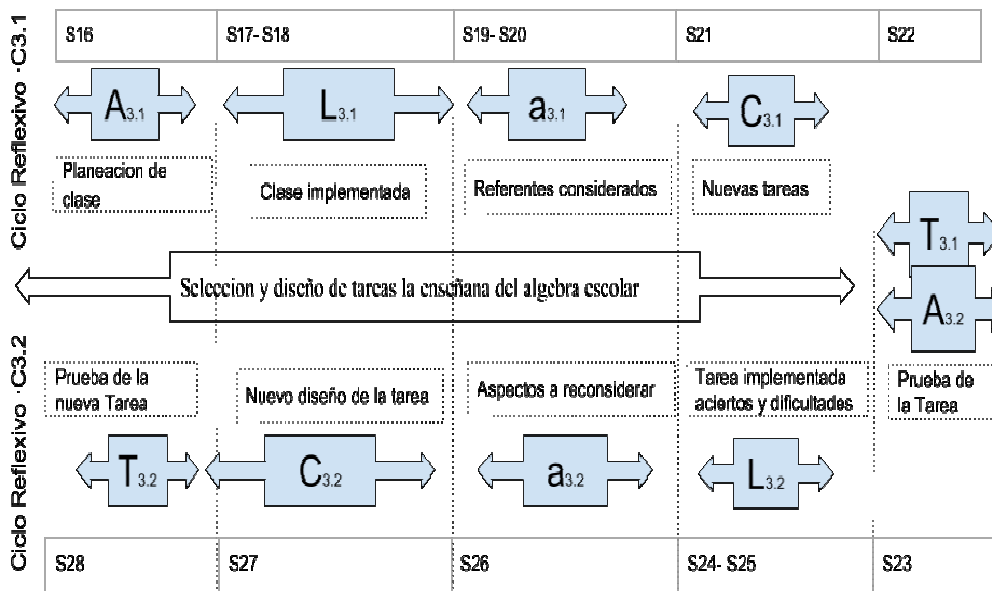 Ciclo Reflexivo ·C3.1
S16
S17- S18
S19- S20
S21
S22
A3.1
L3.1
a3.1
C3.1
Planeacion de
clase
Clase implementada
Referentes considerados
Nuevas tareas
T3.1
Seleccion y diseño de tareas la enseñana del algebra escolar
A3.2
Ciclo Reflexivo ·C3.2
Prueba de la
nueva Tarea
Nuevo diseño de la tarea
Aspectos a reconsiderar
Tarea implementada
aciertos y dificultades
Prueba de
la Tarea
T3.2
C3.2
a3.2
L3.2
S28
S27
S26
S24- S25
S23